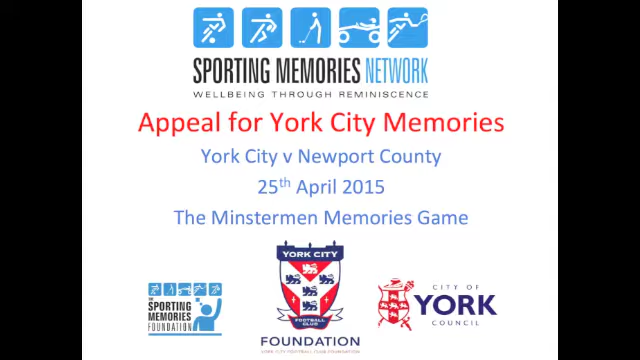 SPORTING MEMORIES NETWORK
WELLBEING THROUGH REMINISCENCE
Appeal for York City Memories
York City v Newport County
25th April 2015
The Minstermen Memories Game
THE
SPORTING
MEMORIES
FOUNDATION
YORK CITY
FOOTBALL
CLUB
FOUNDATION
YORK CITY FOOTBALL CLUB FOUNDATION
CITY OF
YORK
COUNCIL